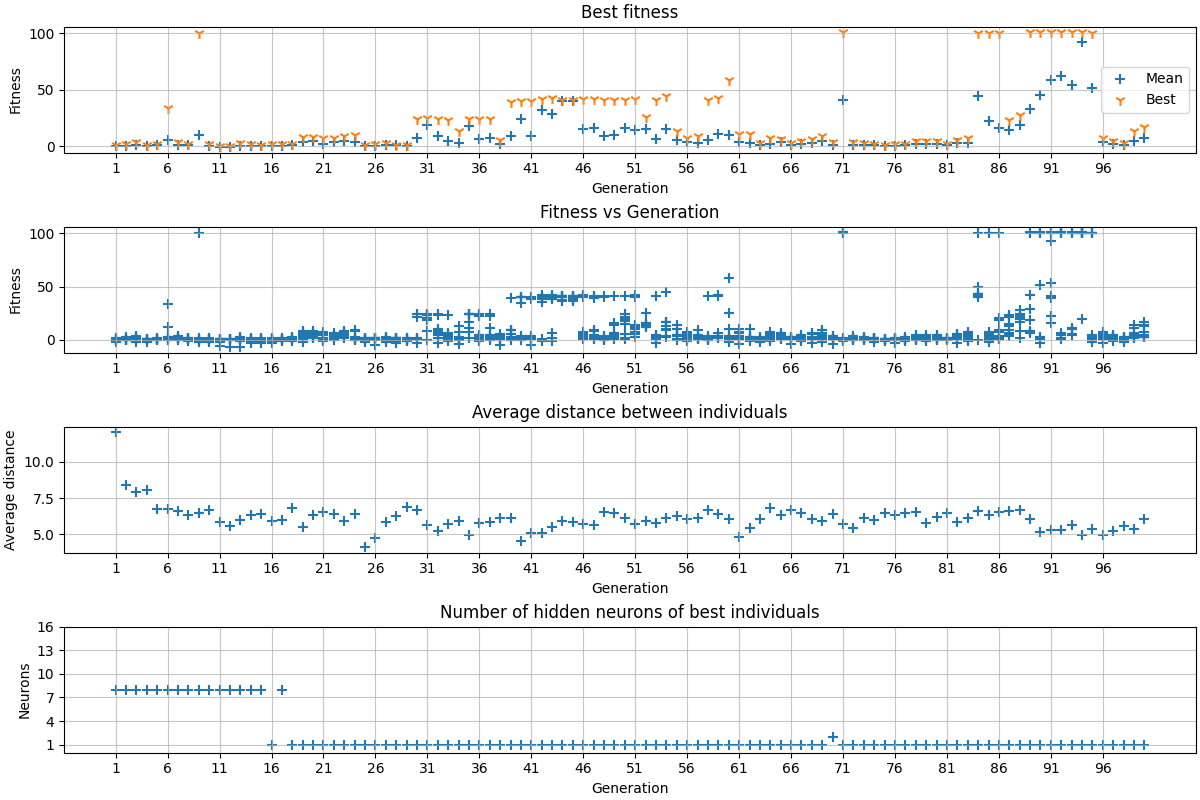 Best fitness
Fitness
100
50
0
Mean
Best
1 6 11 16 21 26 31 36 41 46 51 56 61 66 71 76 81 86 91 96
Generation
Fitness vs Generation
Fitness
100
50
0
1 6 11 16 21 26 31 36 41 46 51 56 61 66 71 76 81 86 91 96
Generation
Average distance between individuals
Average distance
10.0
7.5
5.0
1 6 11 16 21 26 31 36 41 46 51 56 61 66 71 76 81 86 91 96
Generation
Number of hidden neurons of best individuals
Neurons
16
13
10
7
4
1
1 6 11 16 21 26 31 36 41 46 51 56 61 66 71 76 81 86 91 96
Generation